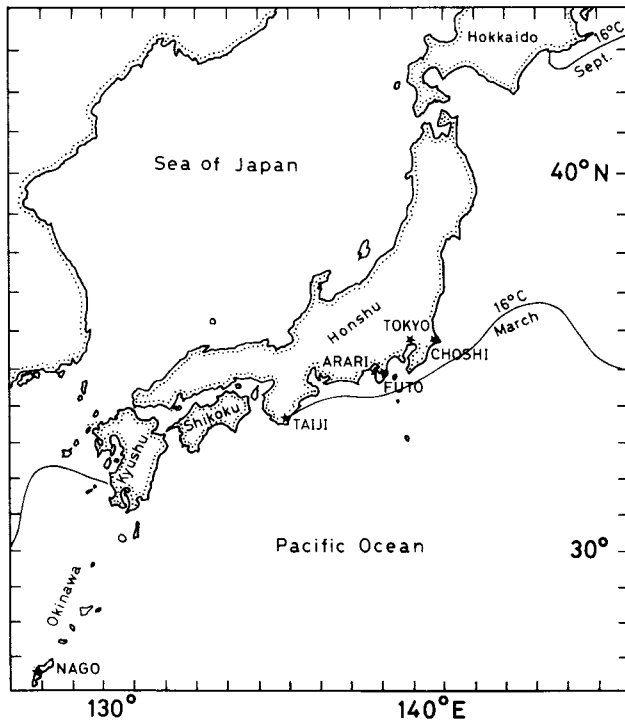 Hokkaido
16°C
Sept.
Sea of Japan
40°N
16°C
March
Honshu
TOKYO
ARARI
CHOSHI
FUTO
TAIJI
Shikoku
Kyushu
Pacific Ocean
30°
Okinawa
NAGO
130°
140°E